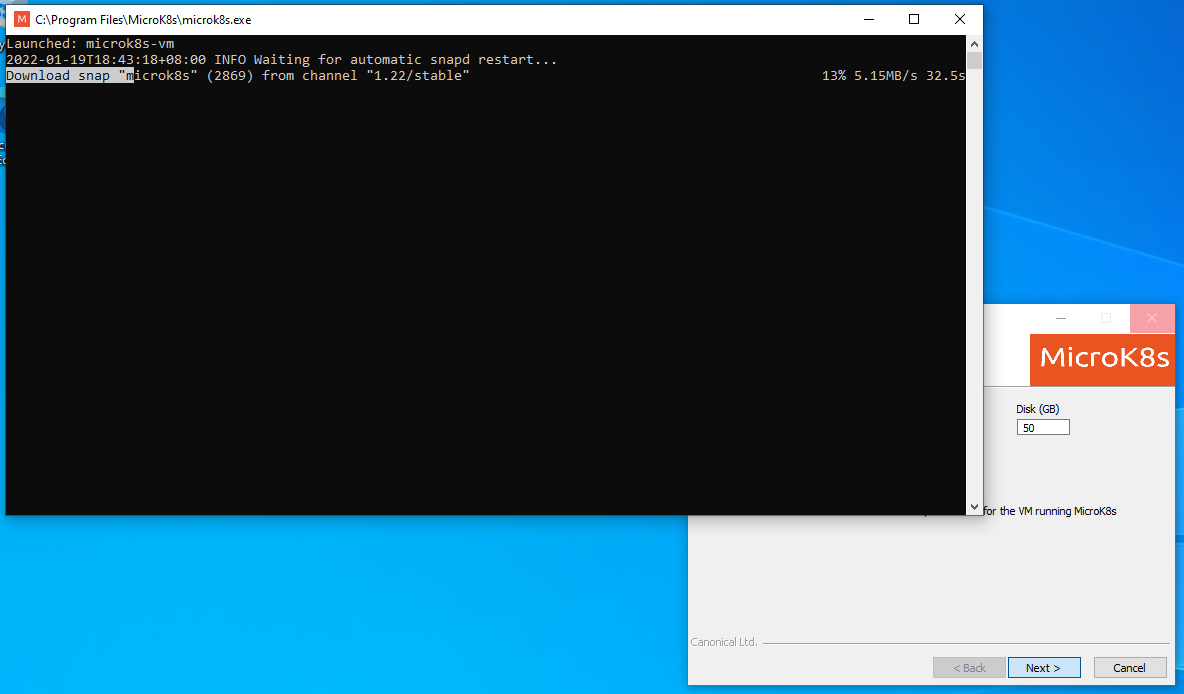 M C:\Program Files\MicroK8s\microk8s.exe
Launched: microk8s-vm
2022-01-19T18:43:18+08:00 INFO Waiting for automatic snapd restart...
Download snap "microk8s" (2869) from channel "1.22/stable" 13% 5.15MB/s 32.5s
MicroK8s
Disk (GB)
50
for the VM running MicroK8s
Canonical Ltd.
< Back Next > Cancel